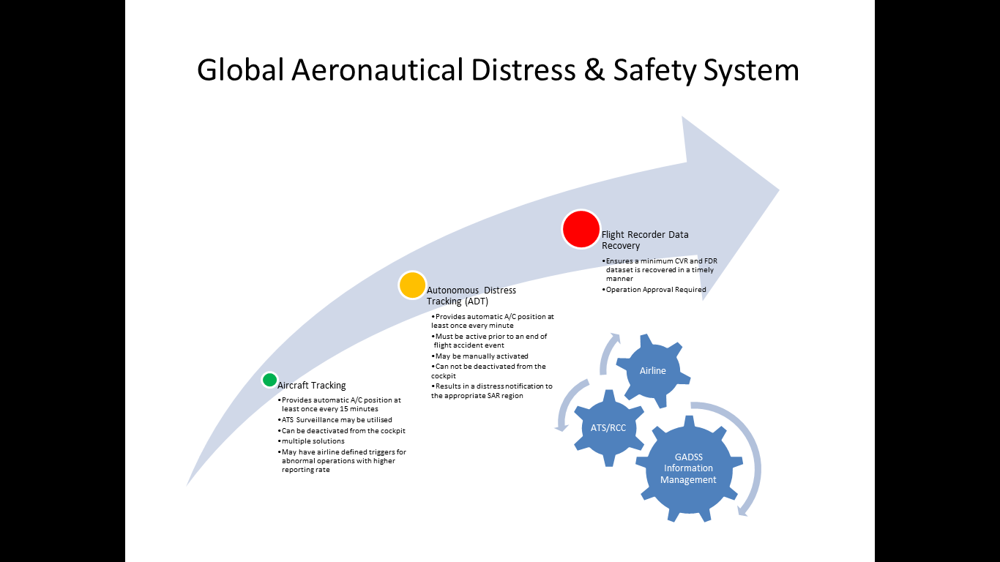 Global Aeronautical Distress & Safety System
Flight Recorder Data
Recovery
•Ensures a minimum CVR and FDR
dataset is recovered in a timely
manner
•Operation Approval Required
Autonomous Distress
Tracking (ADT)
•Provides automatic A/C position at
least once every minute
•Must be active prior to an end of
flight accident event
•May be manually activated
•Can not be deactivated from the
cockpit
•Results in a distress notification to
the appropriate SAR region
Aircraft Tracking
•Provides automatic A/C position at
least once every 15 minutes
•ATS Surveillance may be utilised
•Can be deactivated from the cockpit
•multiple solutions
•May have airline defined triggers for
abnormal operations with higher
reporting rate
Airline
ATS/RCC
GADSS
Information
Management